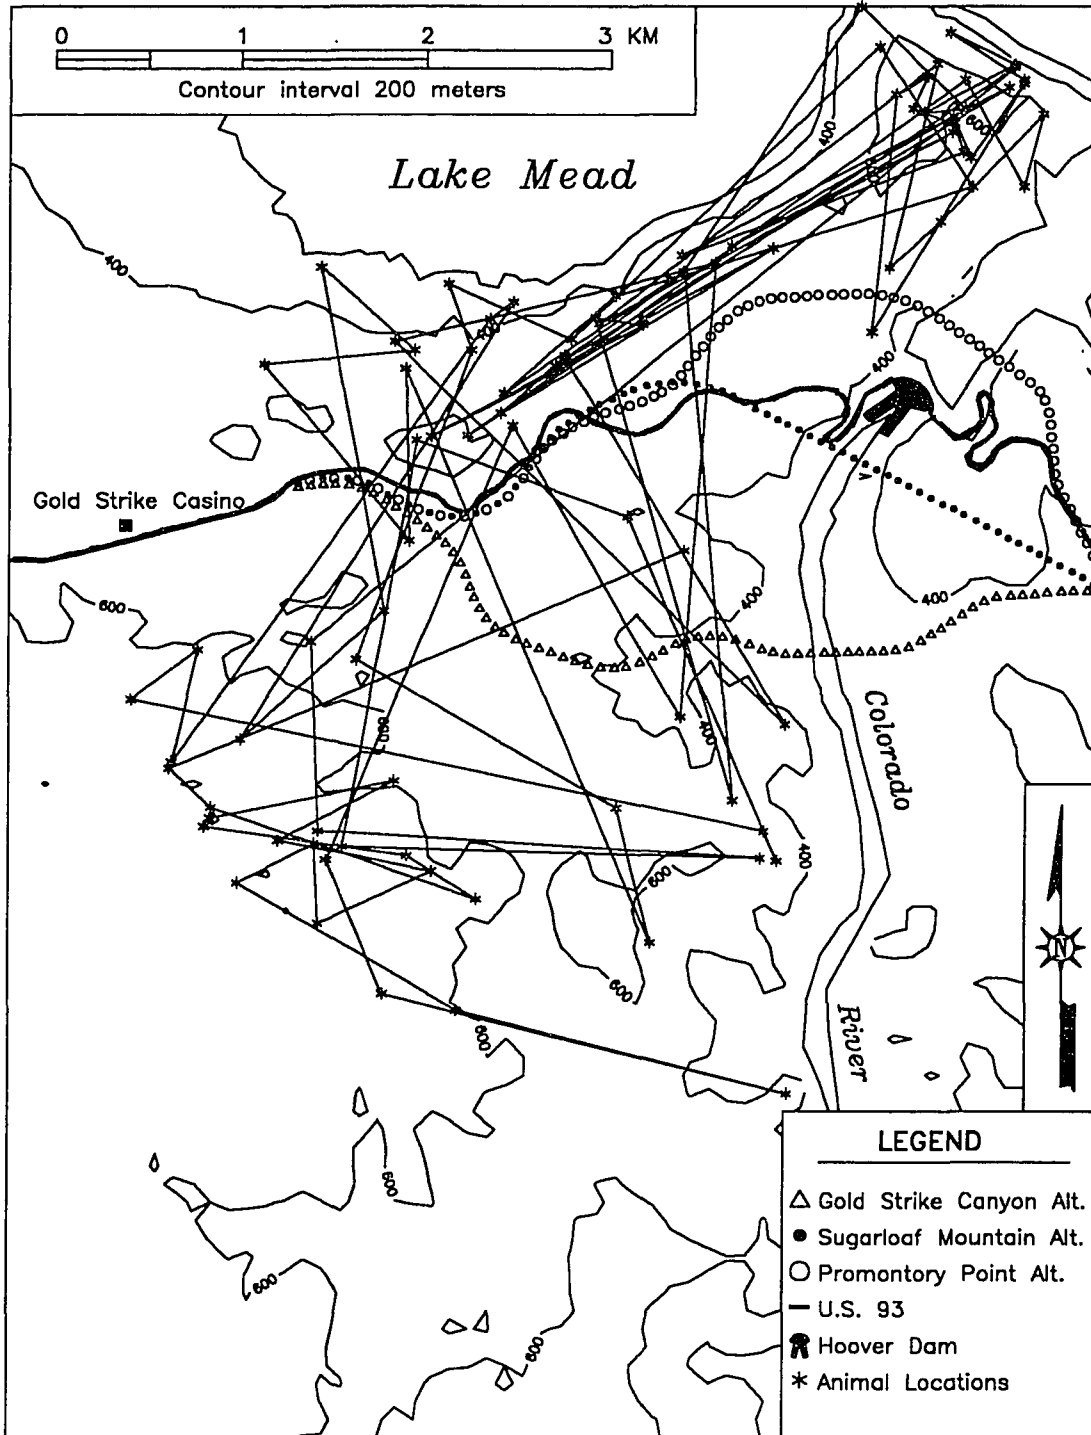 0 1 2 3 KM
Contour interval 200 meters
Lake Mead
400
600
400
400
600
400
Gold Strike Casino
600
400
400
600
400
Colorado
400
600
600
River
600
N
600
600
600
LEGEND
Gold Strike Canyon Alt.
Sugarloaf Mountain Alt.
Promontory Point Alt.
U.S. 93
Hoover Dam
Animal Locations